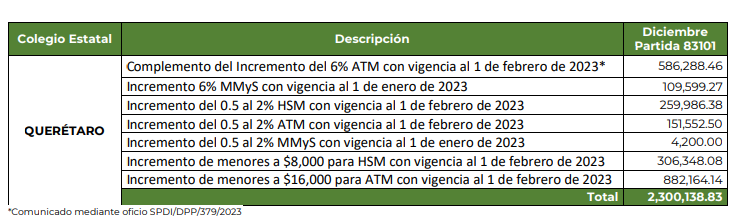 Colegio Estatal Descripción Diciembre
Partida 83101
QUERÉTARO
Complemento del Incremento del 6% ATM con vigencia al 1 de febrero de 2023* 586,288.46
Incremento 6% MMyS con vigencia al 1 de enero de 2023 109,599.27
Incremento del 0.5 al 2% HSM con vigencia al 1 de febrero de 2023 259,986.38
Incremento del 0.5 al 2% ATM con vigencia al 1 de febrero de 2023 151,552.50
Incremento del 0.5 al 2% MMyS con vigencia al 1 de enero de 2023 4,200.00
Incremento de menores a $8,000 para HSM con vigencia al 1 de febrero de 2023 306,348.08
Incremento de menores a $16,000 para ATM con vigencia al 1 de febrero de 2023 882,164.14
Total 2,300,138.83
*Comunicado mediante oficio SPDI/DPP/379/2023